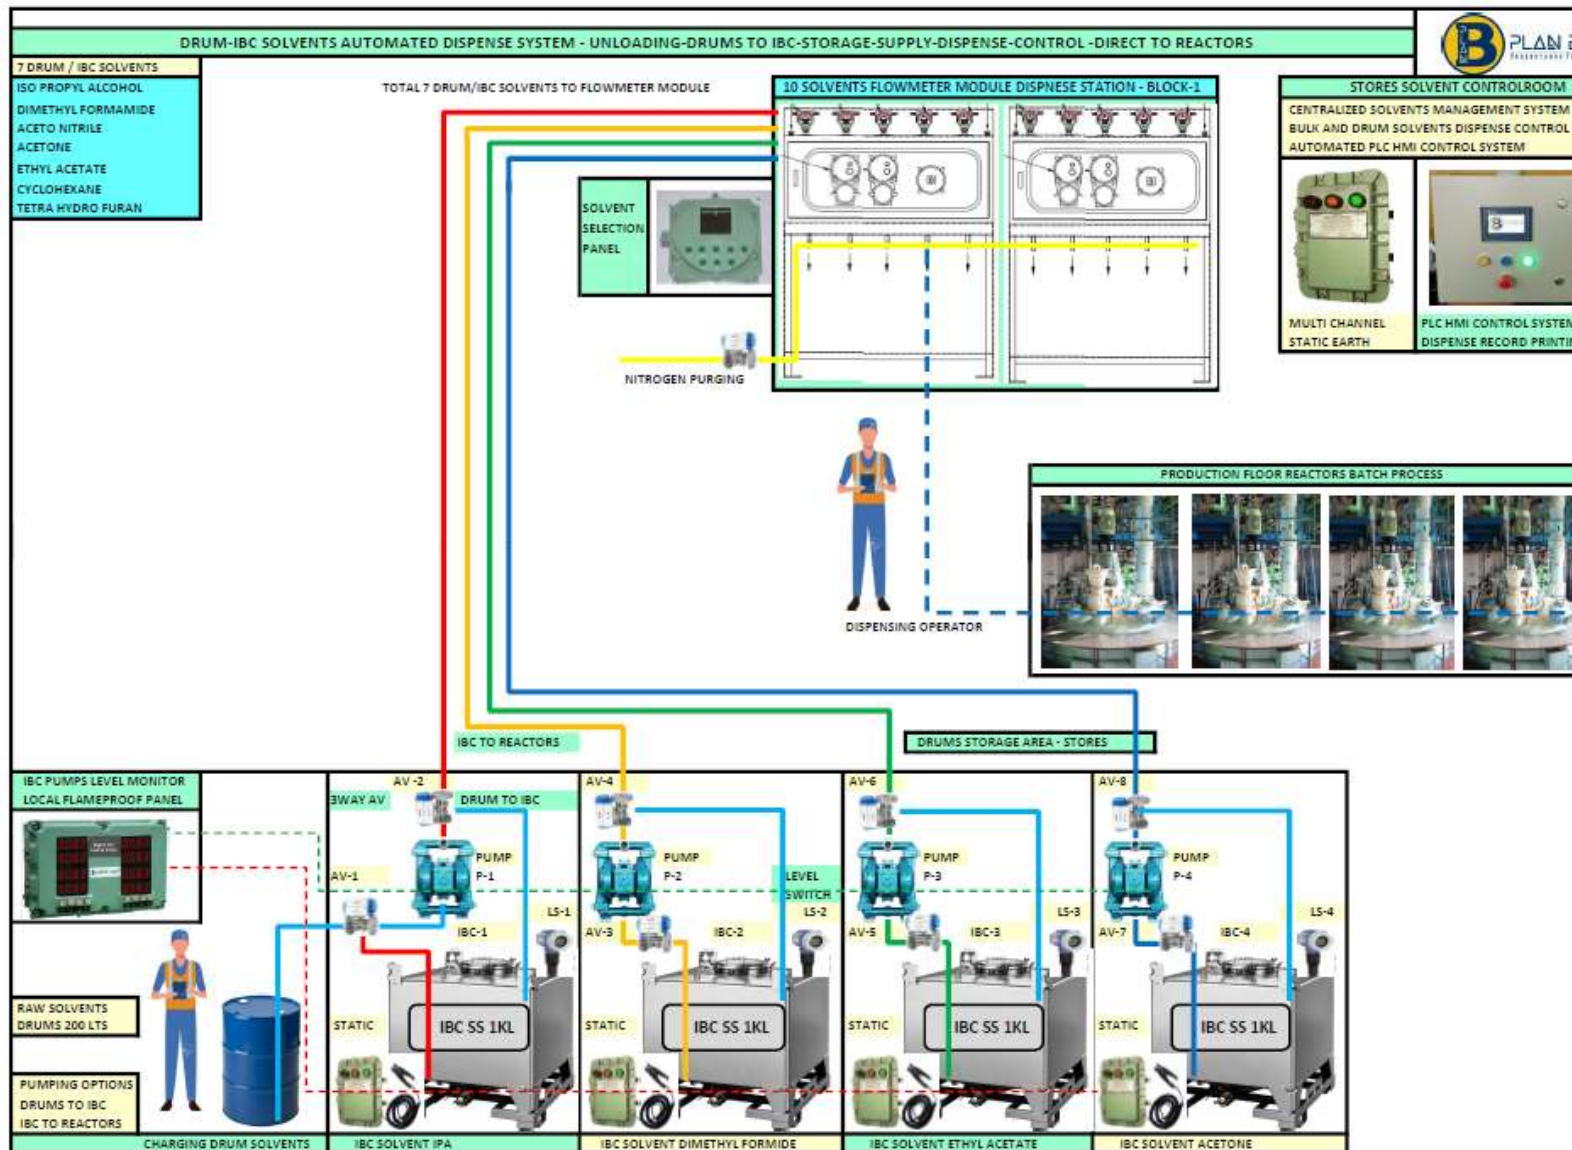 DRUM-IBC SOLVENTS AUTOMATED DISPENSE SYSTEM - UNLOADING-DRUMS TO IBC-STORAGE-SUPPLY-DISPENSE-CONTROL -DIRECT TO REACTORS
B
PLAN
7 DRUM / IBC SOLVENTS
ISO PROPYL ALCOHOL
DIMETHYL FORMAMIDE
ACETO NITRILE
ACETONE
ETHYL ACETATE
CYCLOHEXANE
TETRA HYDRO FURAN
TOTAL 7 DRUM/IBC SOLVENTS TO FLOWMETER MODULE
10 SOLVENTS FLOWMETER MODULE DISPNESE STATION - BLOCK-1
STORES SOLVENT CONTROLROOM
CENTRALIZED SOLVENTS MANAGEMENT SYSTEM
BULK AND DRUM SOLVENTS DISPENSE CONTROL
AUTOMATED PLC HMI CONTROL SYSTEM
SOLVENT
SELECTION
PANEL
MULTI CHANNEL
STATIC EARTH
PLC HMI CONTROL SYSTEM
DISPENSE RECORD PRINTIN
NITROGEN PURGING
PRODUCTION FLOOR REACTORS BATCH PROCESS
DISPENSING OPERATOR
IBC TO REACTORS
DRUMS STORAGE AREA - STORES
IBC PUMPS LEVEL MONITOR
LOCAL FLAMEPROOF PANEL
AV -2
3WAY AV
DRUM TO IBC
AV-4
AV-6
AV-8
PUMP
P-1
AV-1
PUMP
P-2
LEVEL
SWITCH
PUMP
P-3
PUMP
P-4
LS-1
IBC-1
AV-3
IBC-2
LS-2
AV-5
IBC-3
LS-3
AV-7
IBC-4
LS-4
RAW SOLVENTS
DRUMS 200 LTS
STATIC
IBC SS 1KL
STATIC
IBC SS 1KL
STATIC
IBC SS 1KL
STATIC
IBC SS 1KL
PUMPING OPTIONS
DRUMS TO IBC
IBC TO REACTORS
CHARGING DRUM SOLVENTS
IBC SOLVENT IPA
IBC SOLVENT DIMETHYL FORMIDE
IBC SOLVENT ETHYL ACETATE
IBC SOLVENT ACETONE